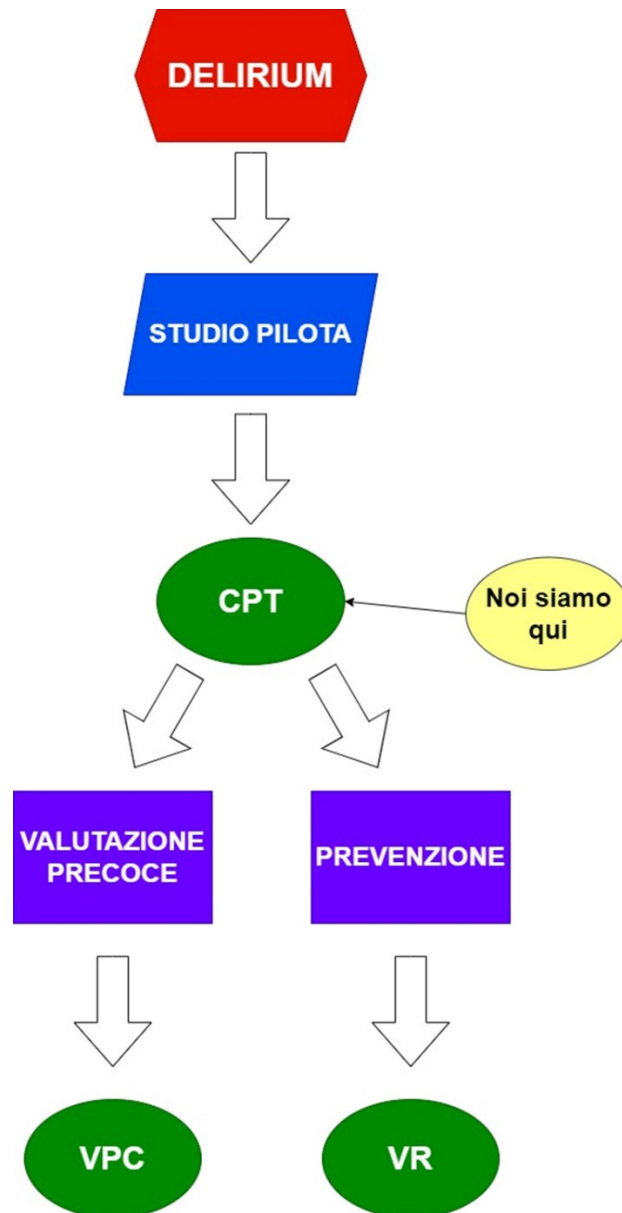 DELIRIUM
STUDIO PILOTA
CPT
Noi siamo
qui
VALUTAZIONE
PRECOCE
PREVENZIONE
VPC
VR